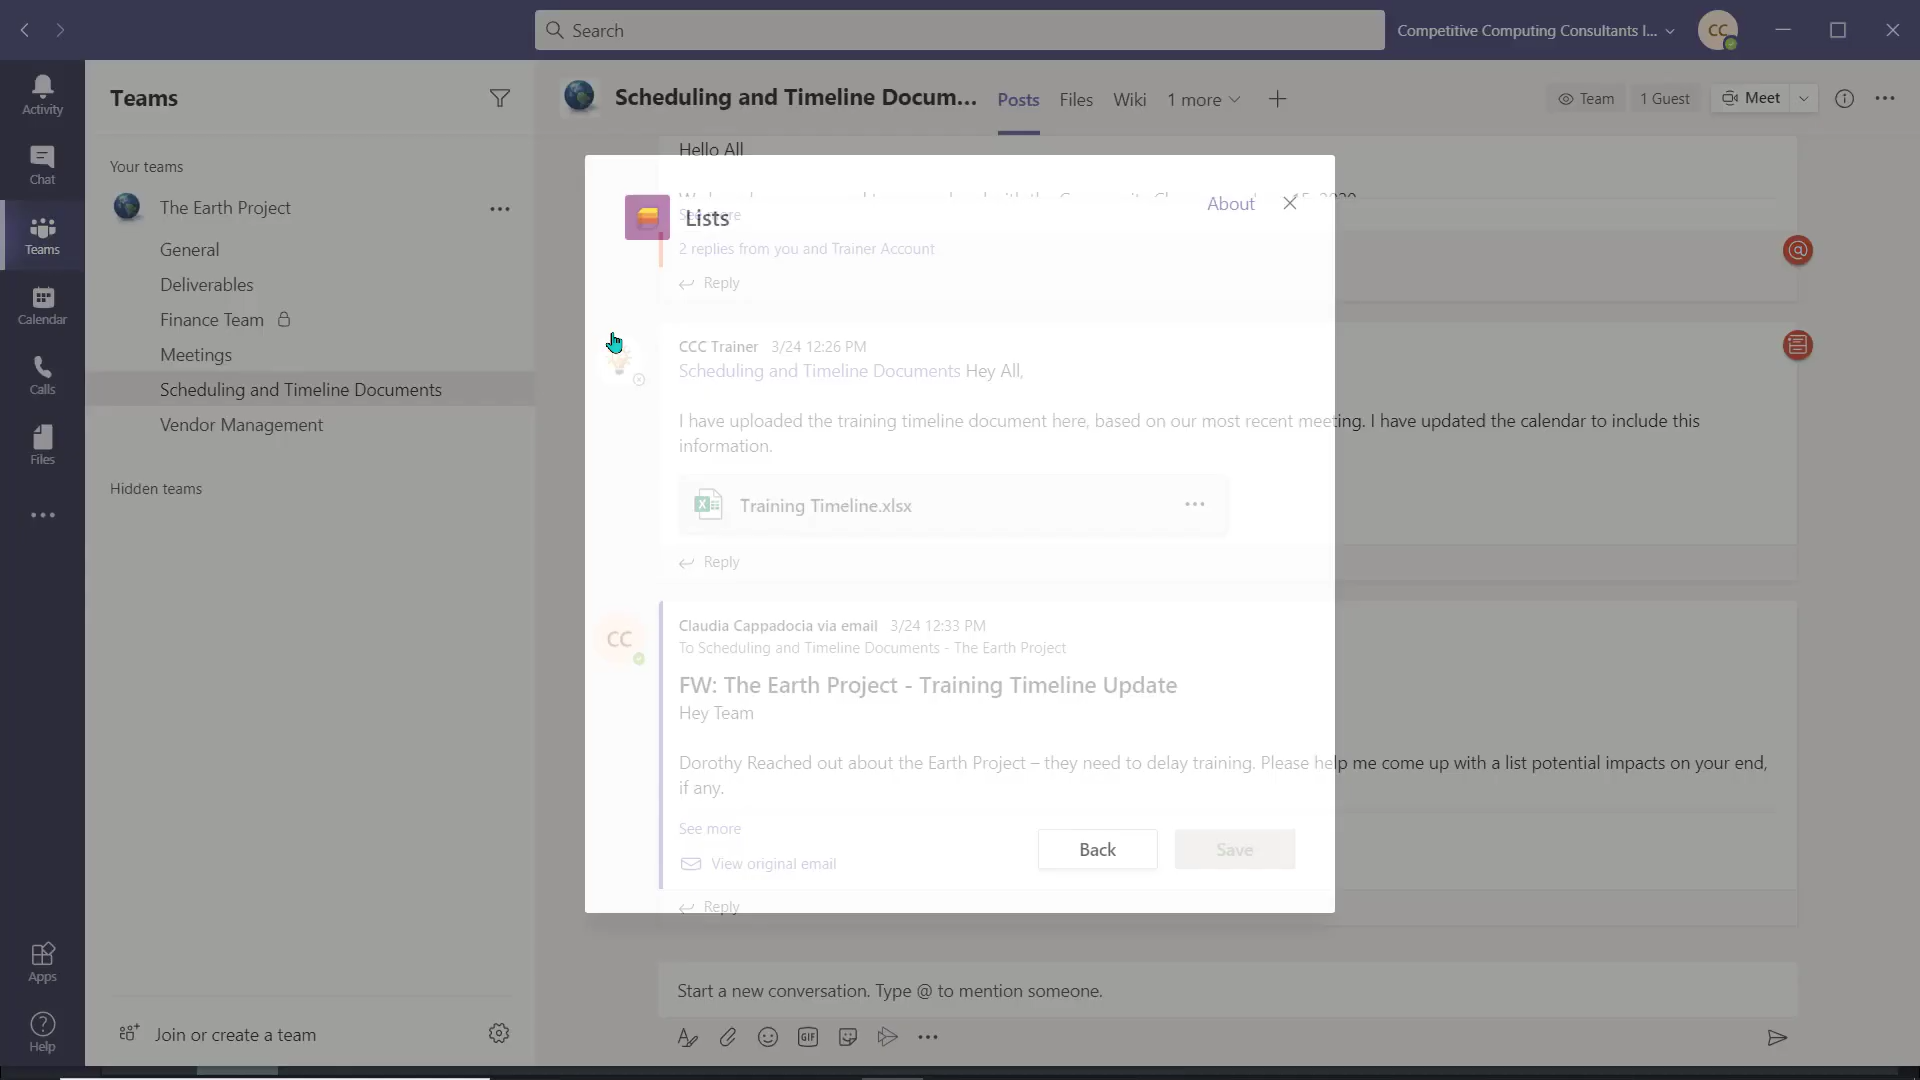 Search
Competitive Computing Consultants I...
CC
Activity
Chat
Teams
Calendar
Calls
Files
Apps
Help
Teams
Your teams
The Earth Project
General
Deliverables
Finance Team
Meetings
Scheduling and Timeline Documents
Vendor Management
Hidden teams
Join or create a team
Scheduling and Timeline Docum...
Posts
Files
Wiki
1 more
Team
1 Guest
Meet
Hello All
Lists
About
See more
2 replies from you and Trainer Account
Reply
CCC Trainer 3/24 12:26 PM
Scheduling and Timeline Documents Hey All,
I have uploaded the training timeline document here, based on our most recent meeting. I have updated the calendar to include this
information.
Training Timeline.xlsx
Reply
CC
Claudia Cappadocia via email 3/24 12:33 PM
To Scheduling and Timeline Documents - The Earth Project
FW: The Earth Project - Training Timeline Update
Hey Team
Dorothy Reached out about the Earth Project – they need to delay training. Please help me come up with a list potential impacts on your end,
if any.
See more
View original email
Back
Save
Reply
Start a new conversation. Type @ to mention someone.
GIF